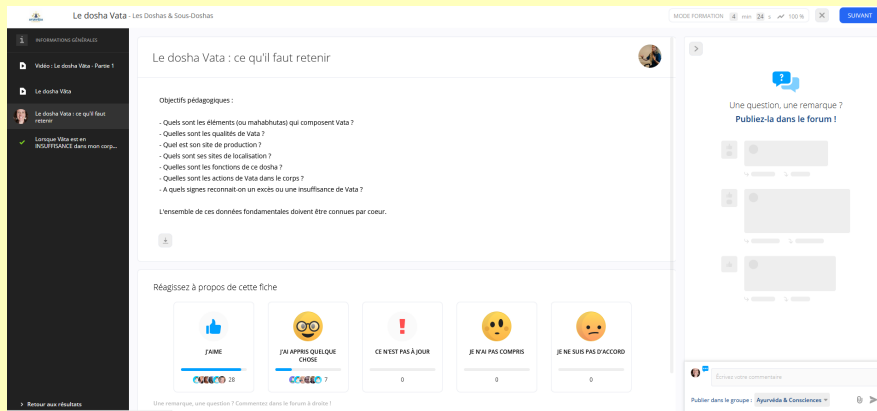 Le dosha Vata - Les Doshas & Sous-Doshas
MODE FORMATION 4 min 24 s 100 %
SUIVANT
INFORMATIONS GÉNÉRALES
Vidéo : Le dosha Vâta - Partie 1
Le dosha Vâta
Le dosha Vata : ce qu'il faut
retenir
Lorsque Vâta est en
INSUFFISANCE dans mon corp...
Retour aux résultats
Le dosha Vata : ce qu'il faut retenir
Objectifs pédagogiques :
- Quels sont les éléments (ou mahabhutas) qui composent Vata ?
- Quelles sont les qualités de Vata ?
- Quel est son site de production ?
- Quels sont ses sites de localisation ?
- Quelles sont les fonctions de ce dosha ?
- Quelles sont les actions de Vata dans le corps ?
- A quels signes reconnait-on un excès ou une insuffisance de Vata ?
L'ensemble de ces données fondamentales doivent être connues par coeur.
Réagissez à propos de cette fiche
J'AIME
28
J'AI APPRIS QUELQUE
CHOSE
7
CE N'EST PAS À JOUR
0
JE N'AI PAS COMPRIS
0
JE NE SUIS PAS D'ACCORD
0
Une remarque, une question ? Commentez dans le forum à droite !
Une question, une remarque ?
Publiez-la dans le forum !
Écrivez votre commentaire
Publier dans le groupe : Ayurvéda & Consciences